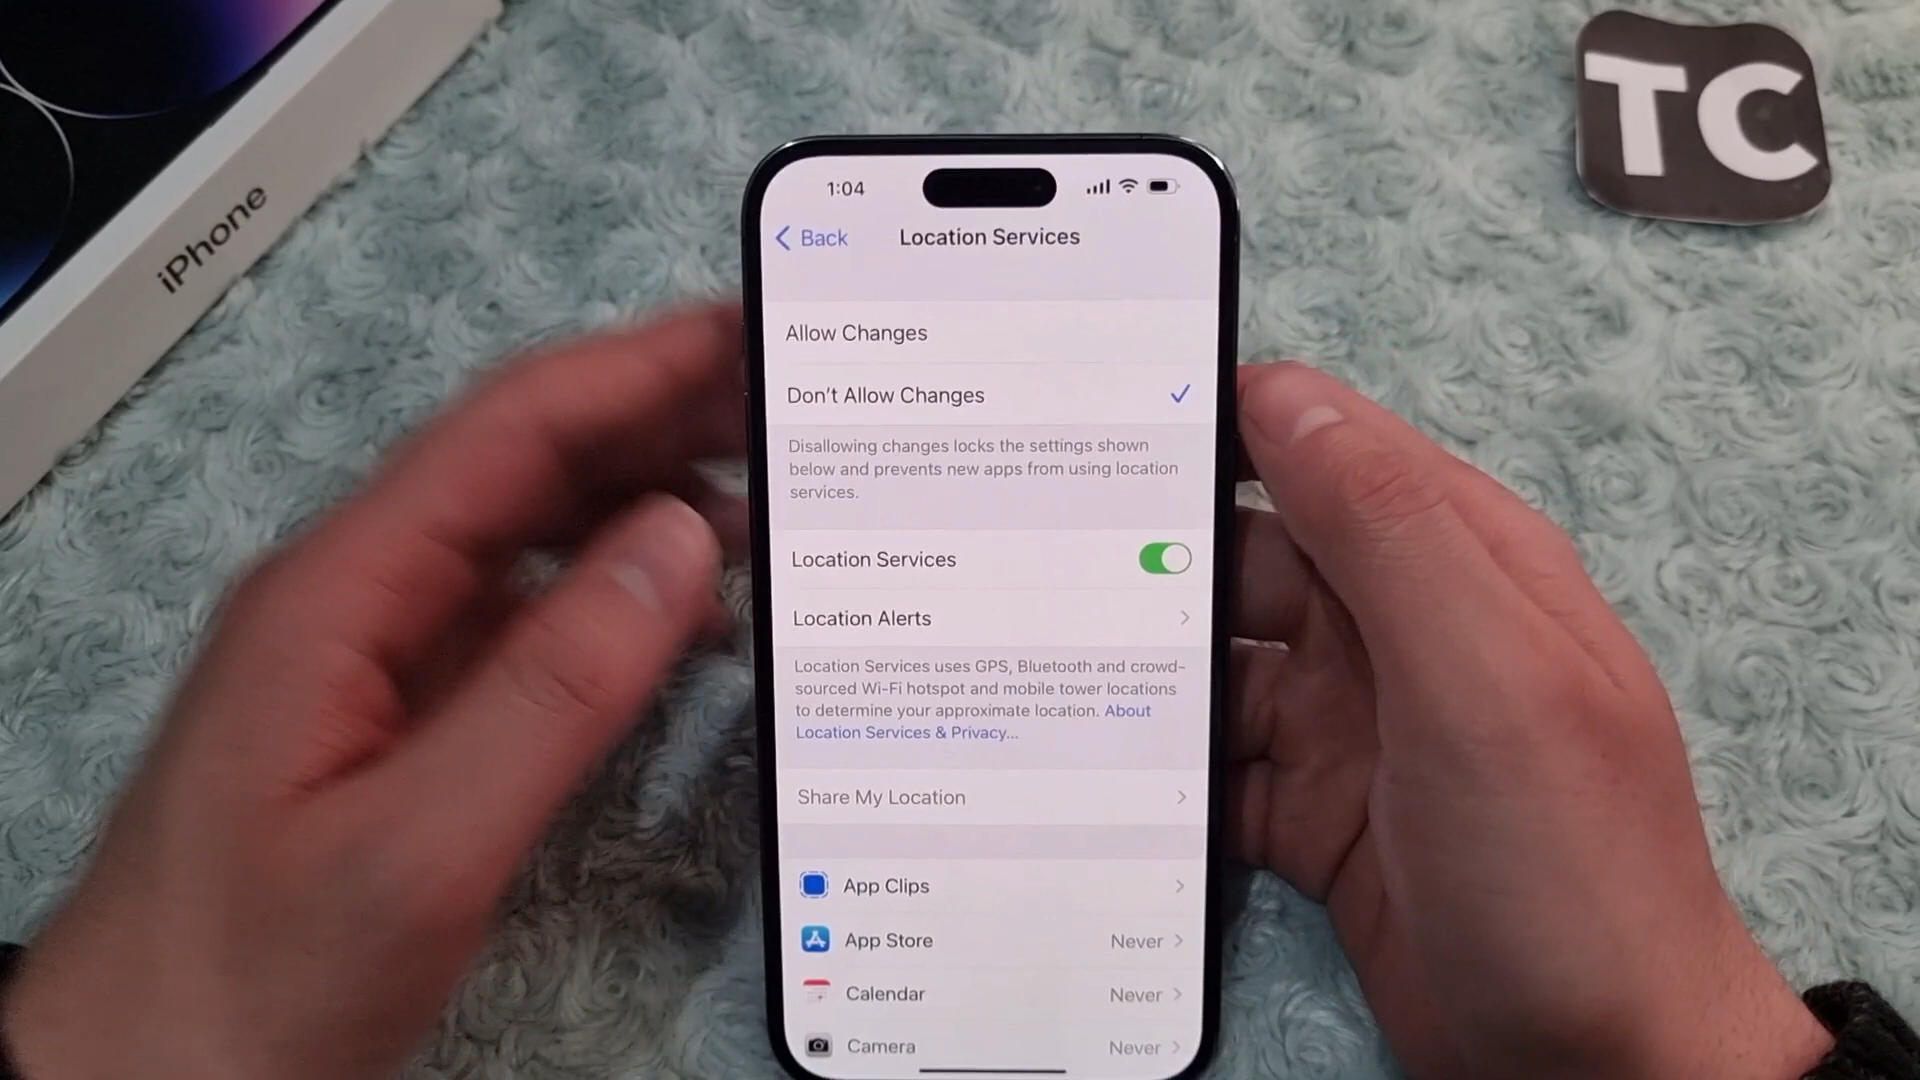 iPhone
TC
1:04
Back
Location Services
Allow Changes
Don't Allow Changes
Disallowing changes locks the settings shown
below and prevents new apps from using location
services.
Location Services
Location Alerts
Location Services uses GPS, Bluetooth and crowd-
sourced Wi-Fi hotspot and mobile tower locations
to determine your approximate location. About
Location Services & Privacy...
Share My Location
App Clips
App Store Never
Calendar Never
Camera Never